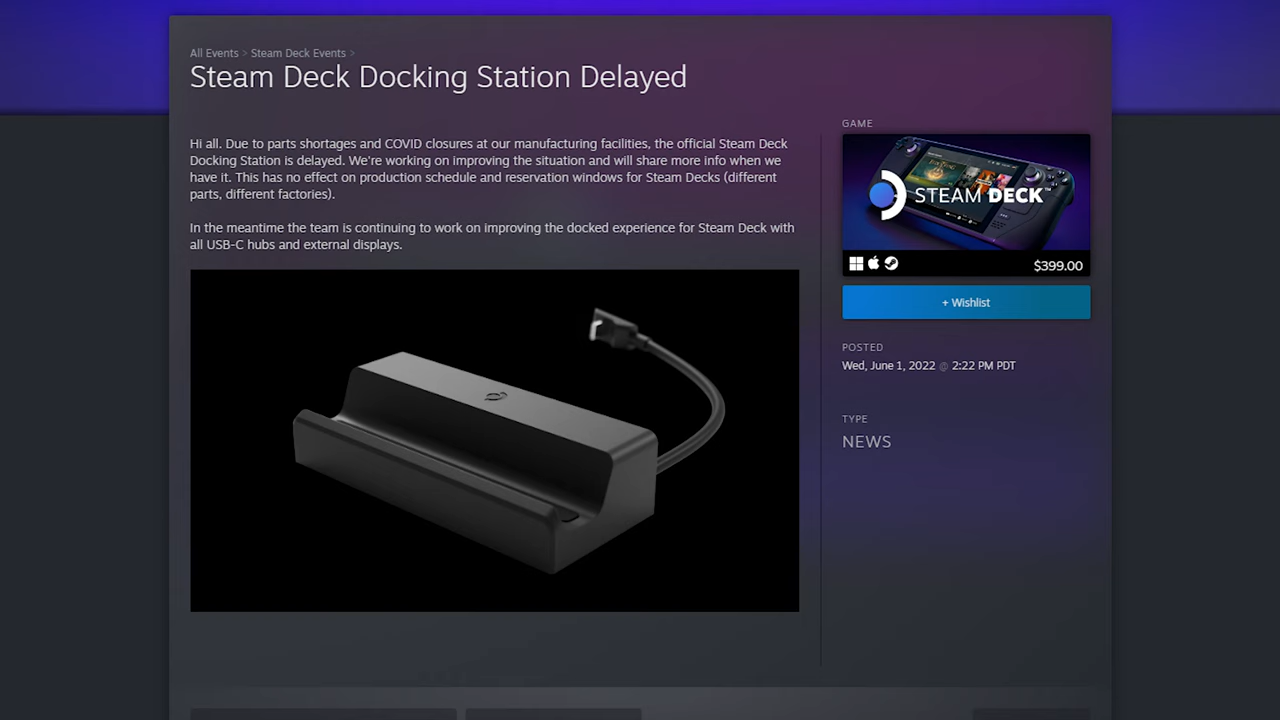 All Events > Steam Deck Events >
Steam Deck Docking Station Delayed
Hi all. Due to parts shortages and COVID closures at our manufacturing facilities, the official Steam Deck
Docking Station is delayed. We're working on improving the situation and will share more info when we
have it. This has no effect on production schedule and reservation windows for Steam Decks (different
parts, different factories).
In the meantime the team is continuing to work on improving the docked experience for Steam Deck with
all USB-C hubs and external displays.
GAME
STEAM DECK™
$399.00
+ Wishlist
POSTED
Wed, June 1, 2022 @ 2:22 PM PDT
TYPE
NEWS